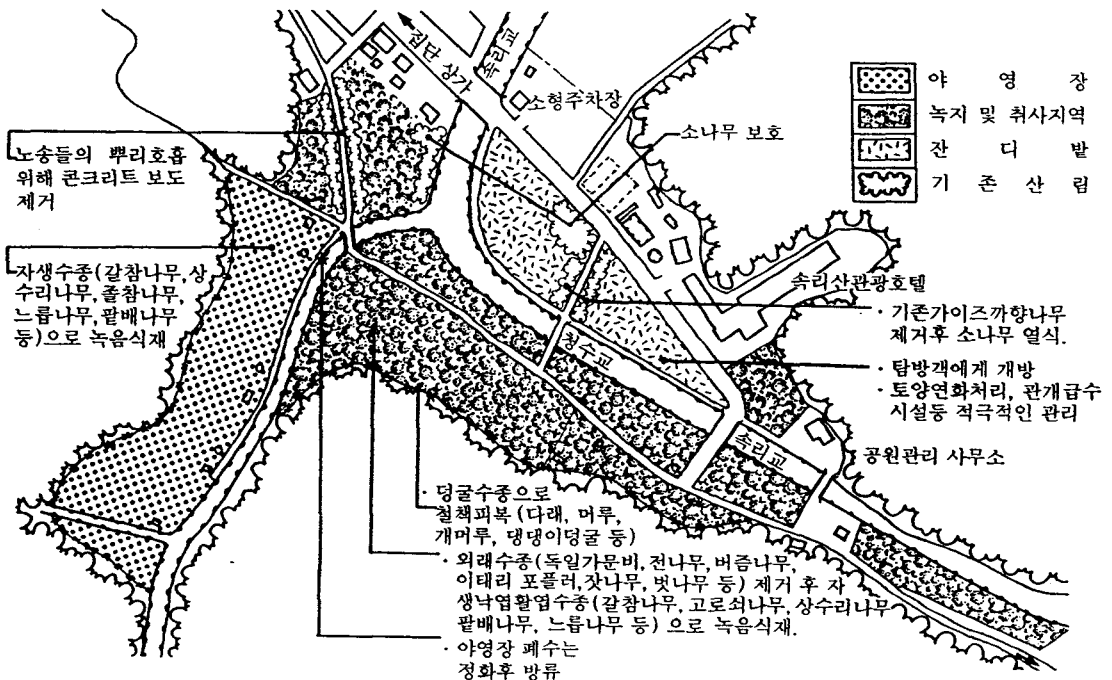 집단 상가
속리교
소형주차장
소나무 보호
야 영 장
녹지 및 취사지역
잔 디 밭
기 존 산 림
노송들의 뿌리호흡
위해 콘크리트 보도
제거
자생수종(갈참나무,상
수리나무,졸참나무,
느릅나무,팥배나무
등)으로 녹음식재
속리산관광호텔
· 기존가이즈까향나무
제거후 소나무 열식.
· 탐방객에게 개방
· 토양연화처리, 관개급수
시설등 적극적인 관리
청수교
속리교
공원관리 사무소
· 덩굴수종으로
철책피복(다래, 머루,
개머루, 댕댕이덩굴 등)
· 외래수종(독일가문비,전나무,버즘나무,
이태리 포플러,잣나무, 벚나무 등) 제거 후 자
생낙엽활엽수종(갈참나무, 고로쇠나무, 상수리나무
팥배나무, 느릅나무 등) 으로 녹음식재.
· 야영장 폐수는
정화후 방류